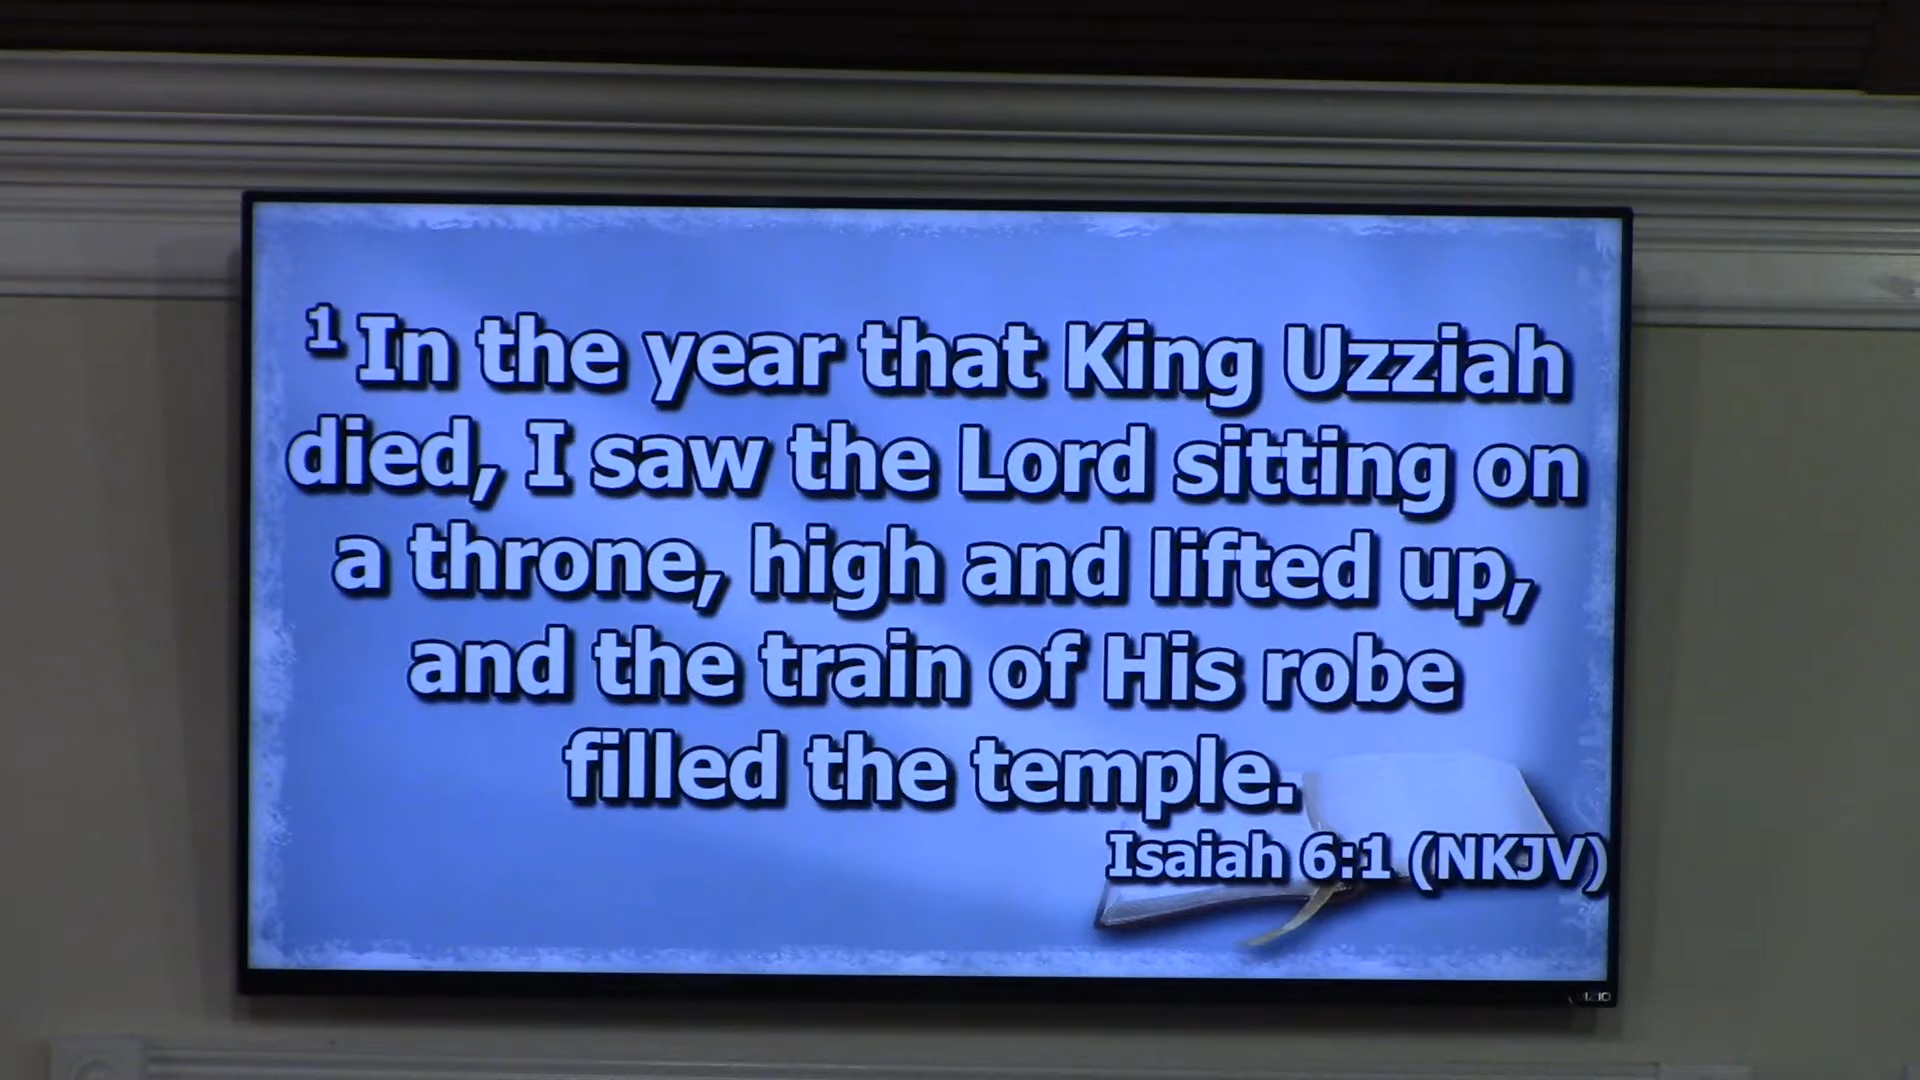 1 In the year that King Uzziah
died, I saw the Lord sitting on
a throne, high and lifted up,
and the train of His robe
filled the temple.
Isaiah 6:1 (NKJV)
VIZIO